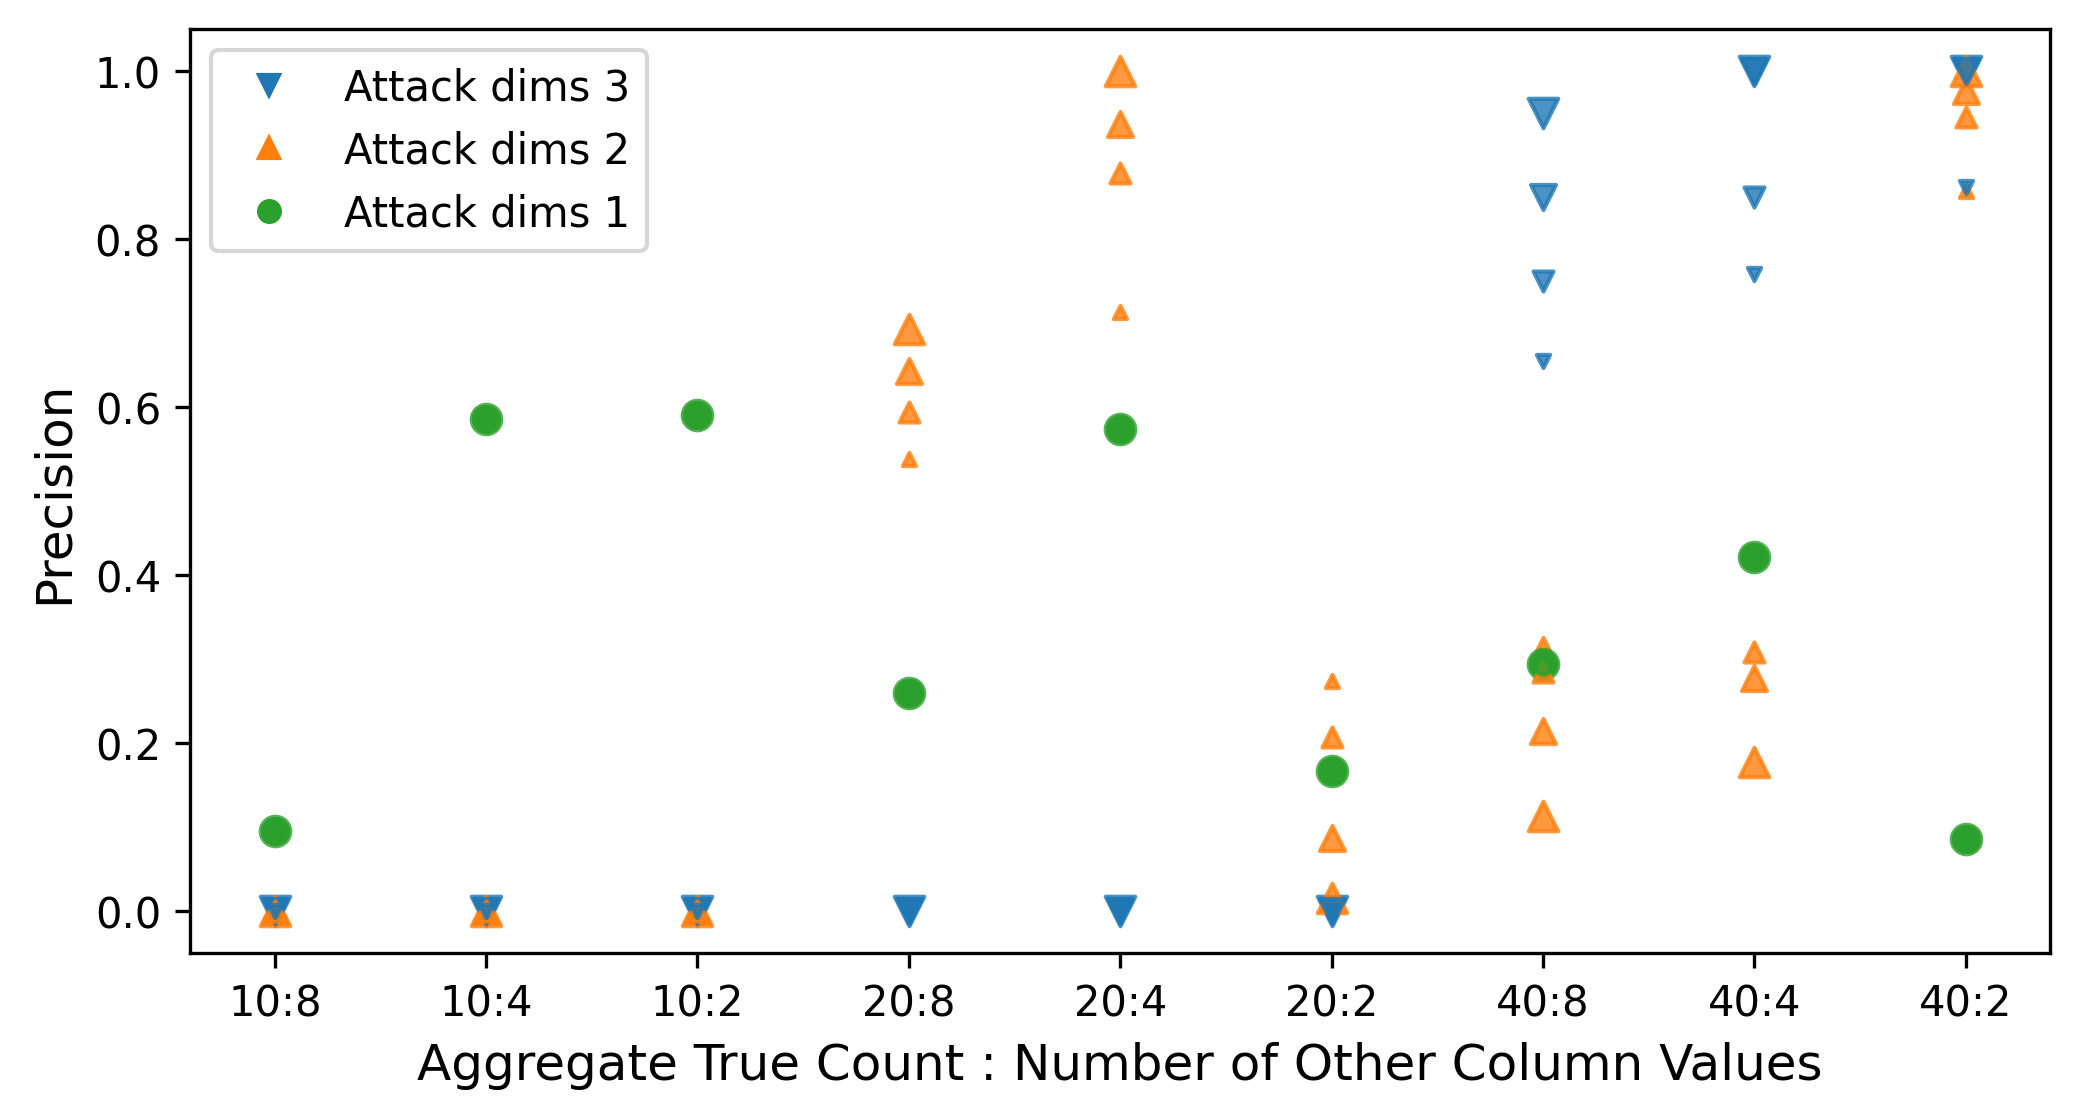 Attack dims 3
Attack dims 2
Attack dims 1
Precision
1.0
0.8
0.6
0.4
0.2
0.0
10:8 10:4 10:2 20:8 20:4 20:2 40:8 40:4 40:2
Aggregate True Count : Number of Other Column Values